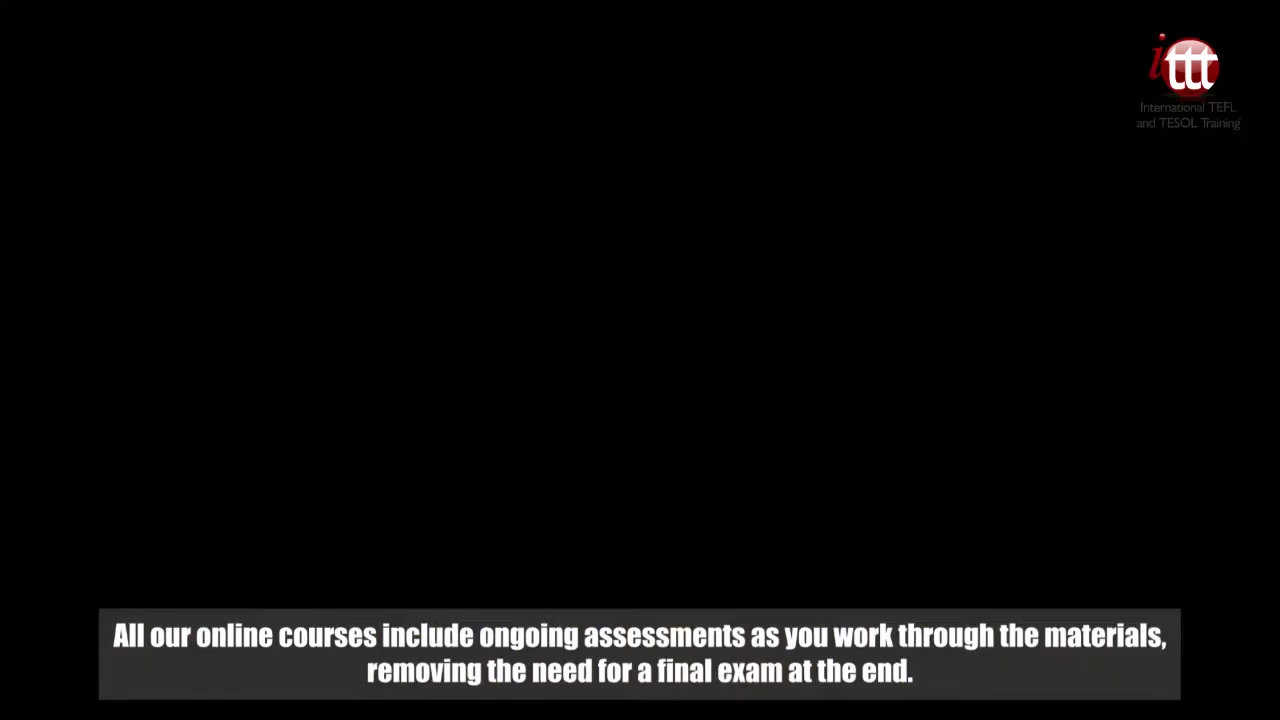 ittt
International TEFL
and TESOL Training
All our online courses include ongoing assessments as you work through the materials,
removing the need for a final exam at the end.